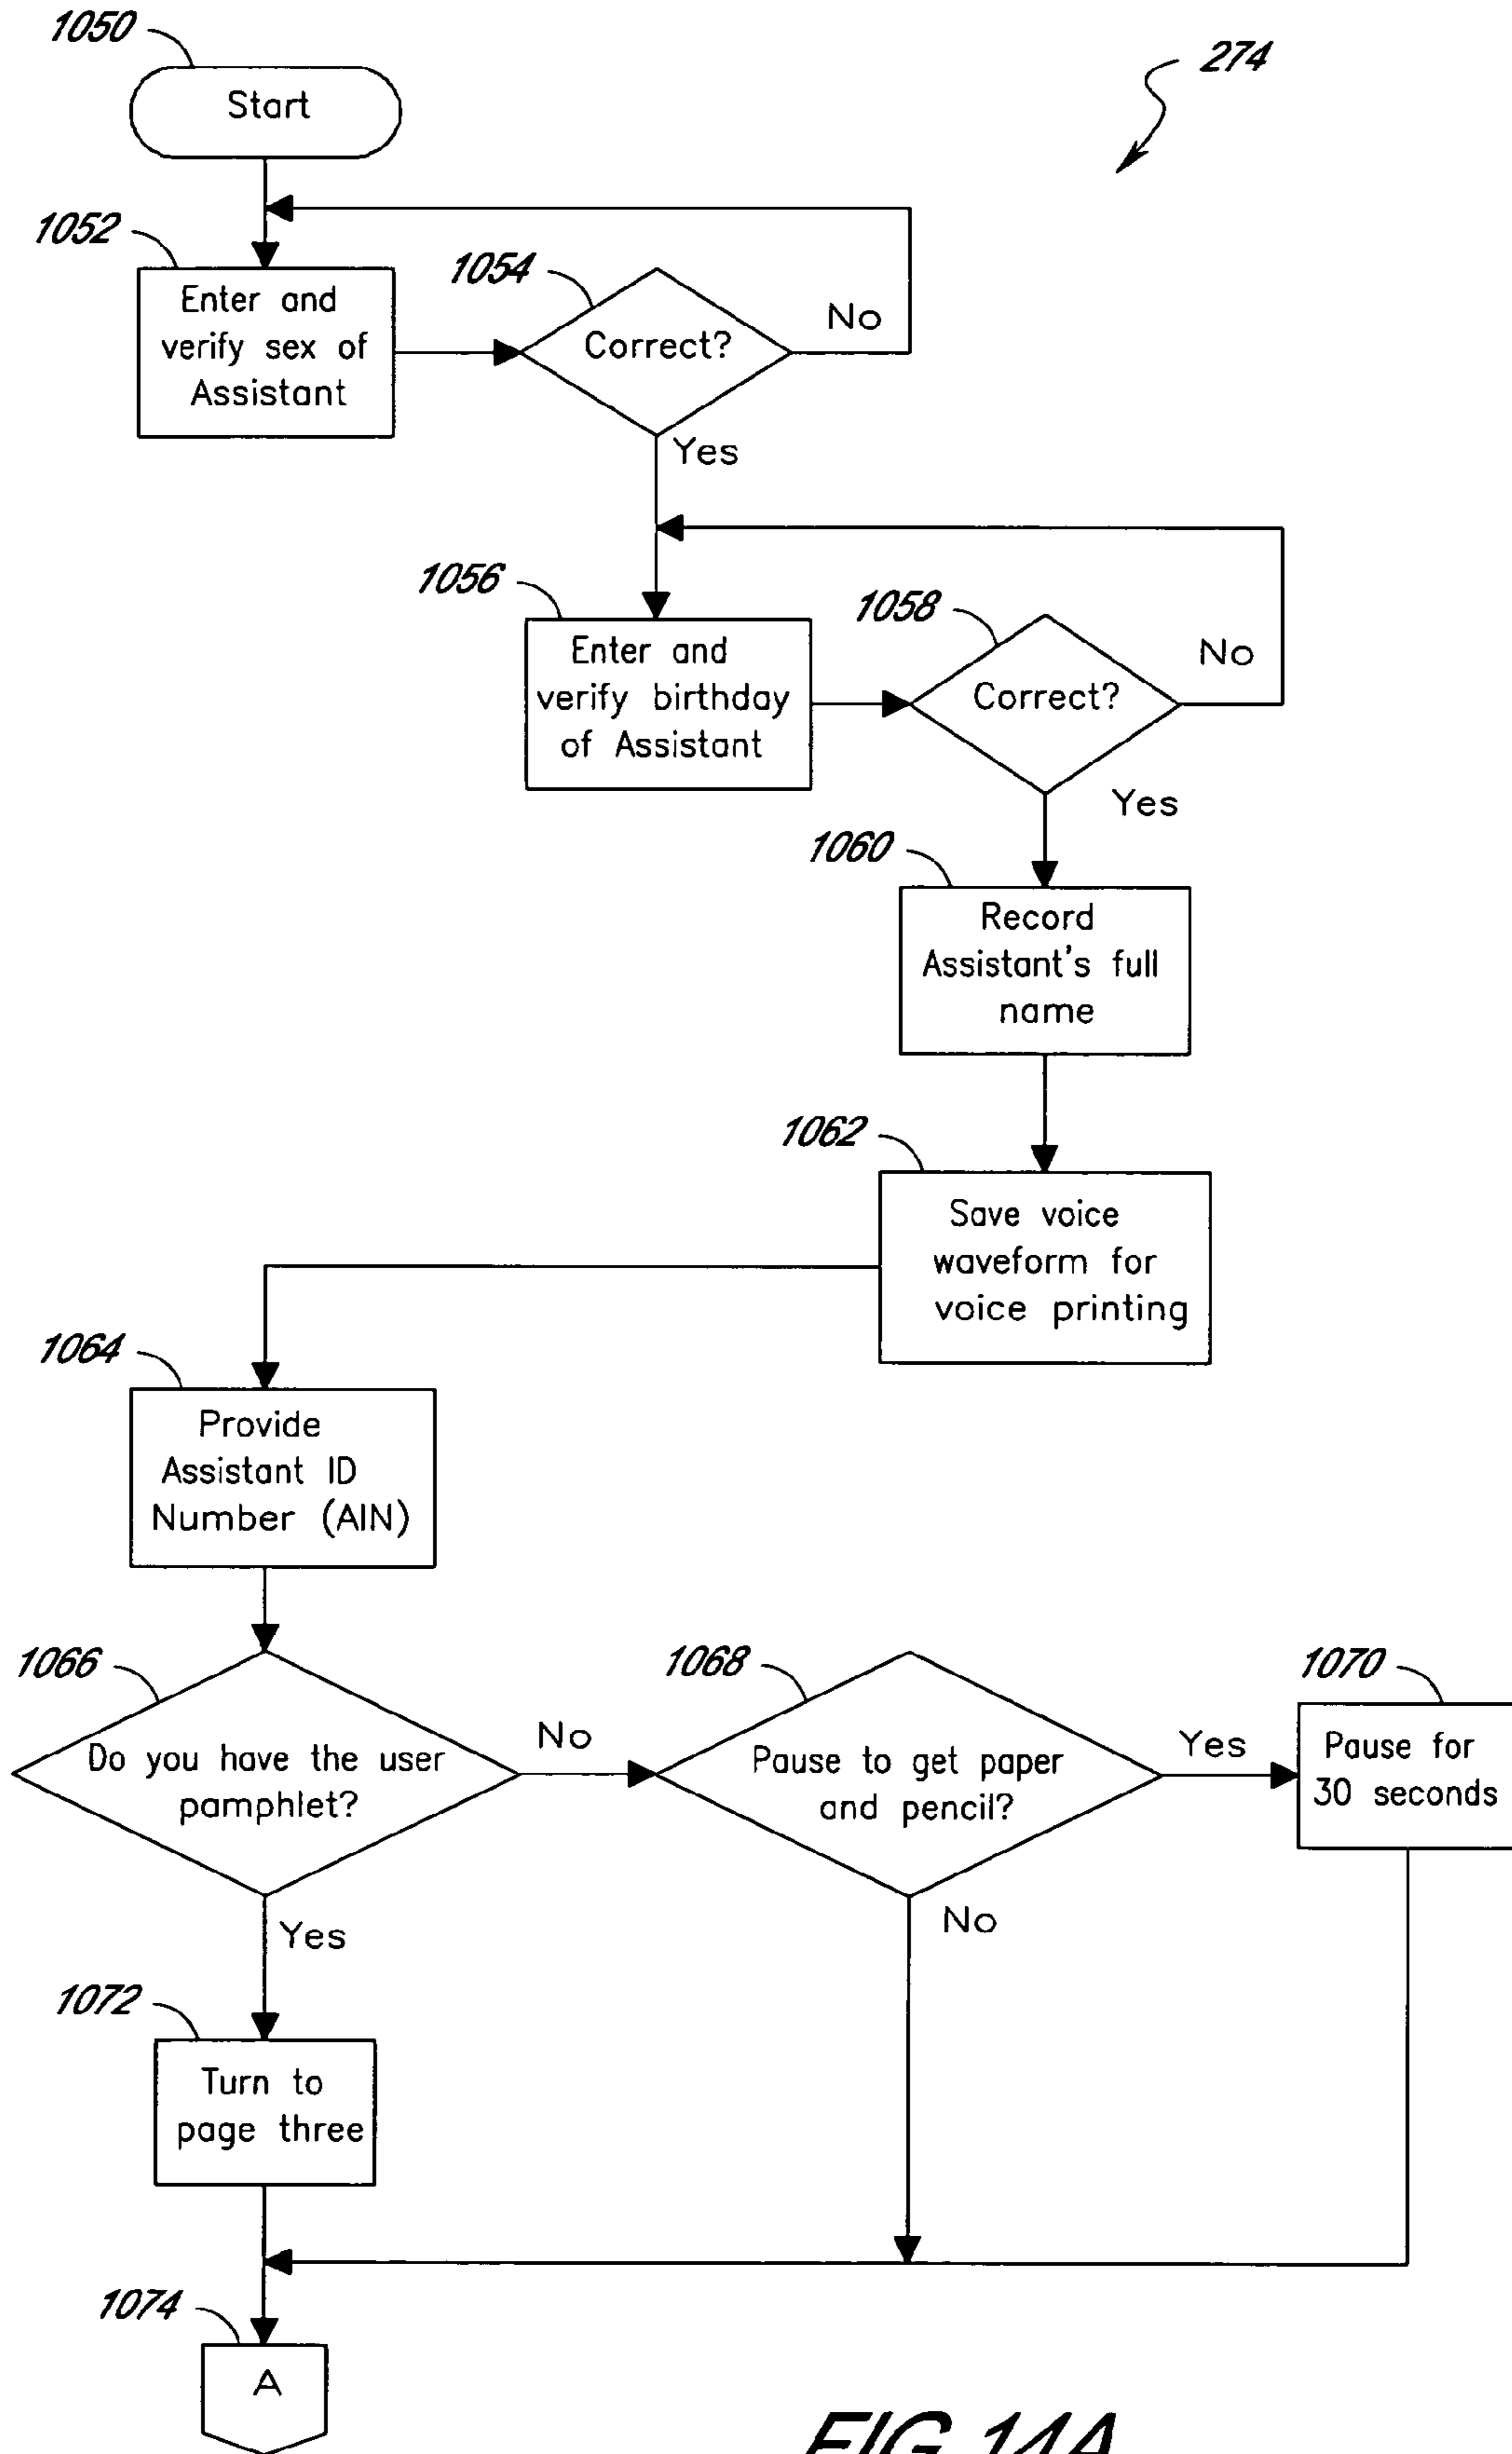 1050
Start
274
1052
Enter and
verify sex of
Assistant
1054
Correct?
No
Yes
1056
Enter and
verify birthday
of Assistant
1058
Correct?
No
Yes
1060
Record
Assistant's full
name
1062
Save voice
waveform for
voice printing
1064
Provide
Assistant ID
Number (AIN)
1066
Do you have the user
pamphlet?
No
1068
Pause to get paper
and pencil?
Yes
1070
Pause for
30 seconds
Yes
No
1072
Turn to
page three
1074
A
FIG.14A